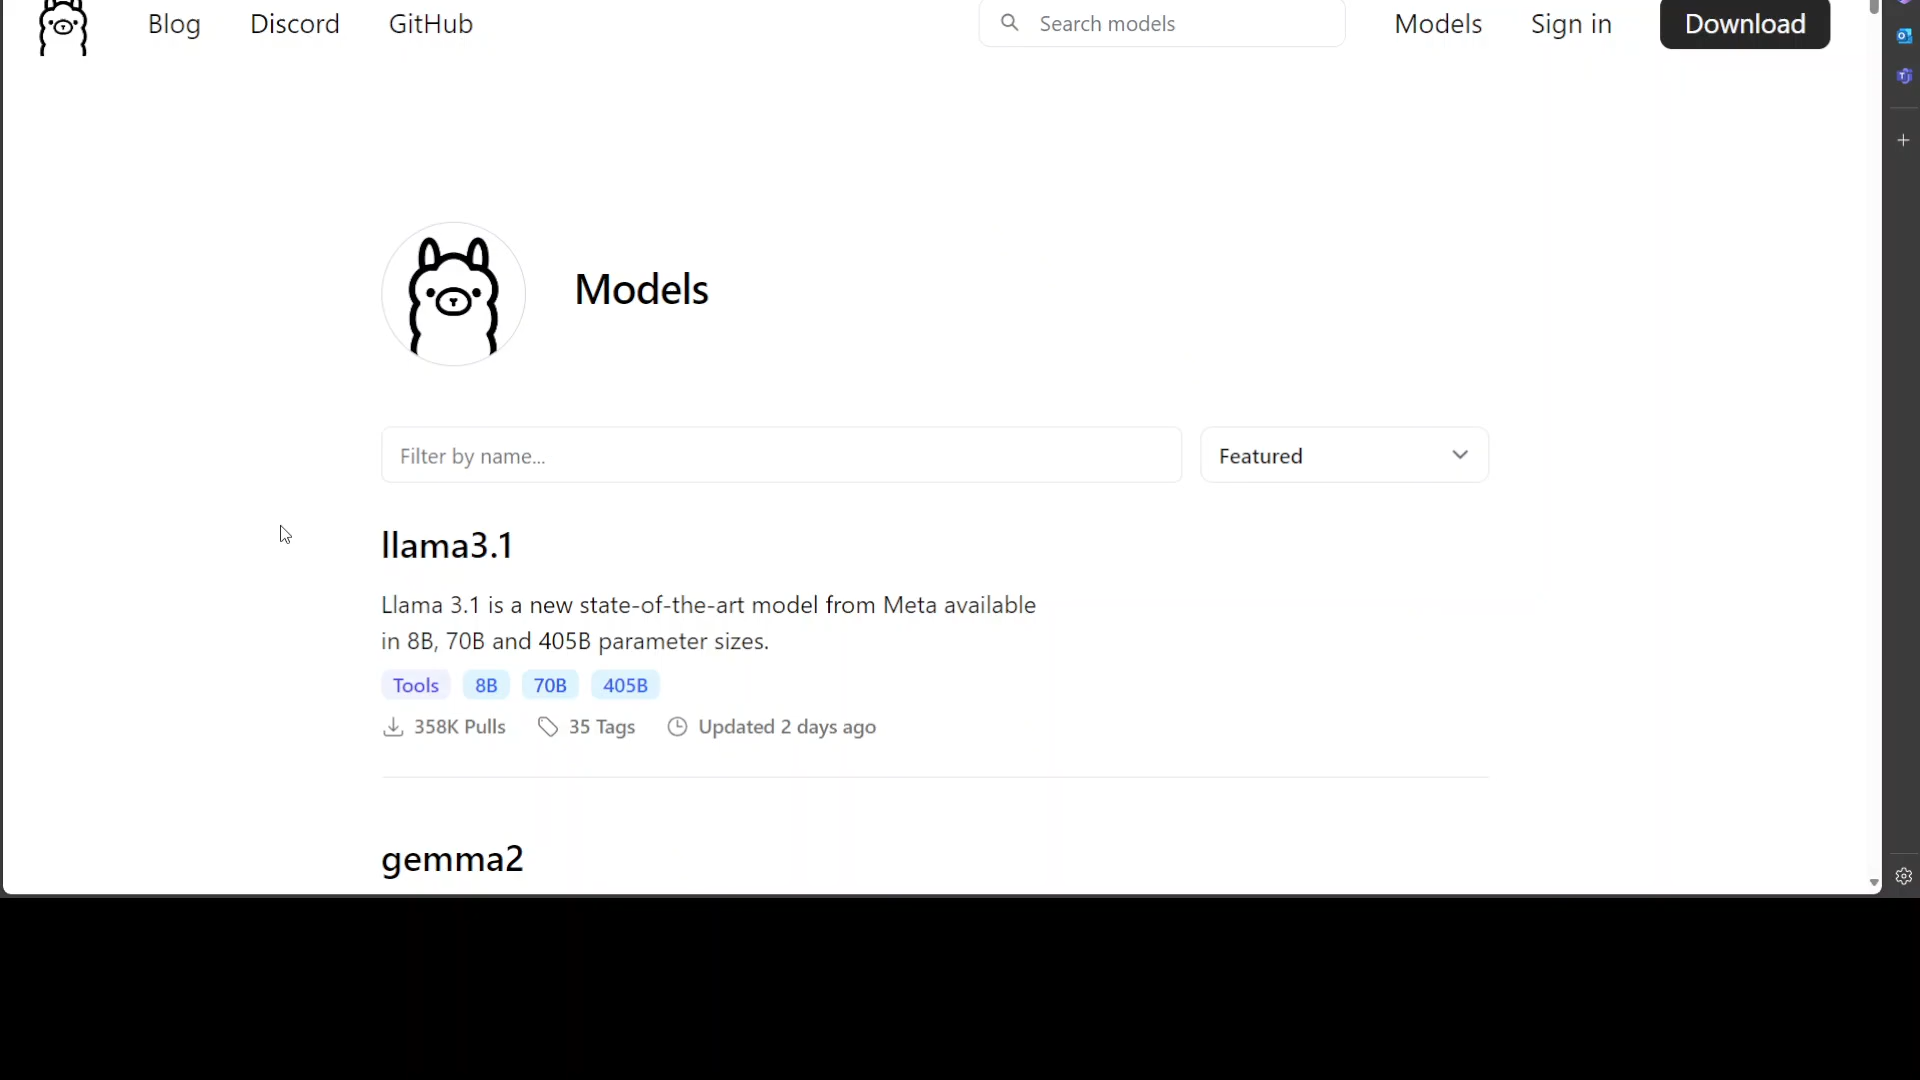 Blog Discord GitHub Search models Models Sign in Download
Models
Filter by name... Featured
llama3.1
Llama 3.1 is a new state-of-the-art model from Meta available
in 8B, 70B and 405B parameter sizes.
Tools 8B 70B 405B
358K Pulls 35 Tags Updated 2 days ago
gemma2